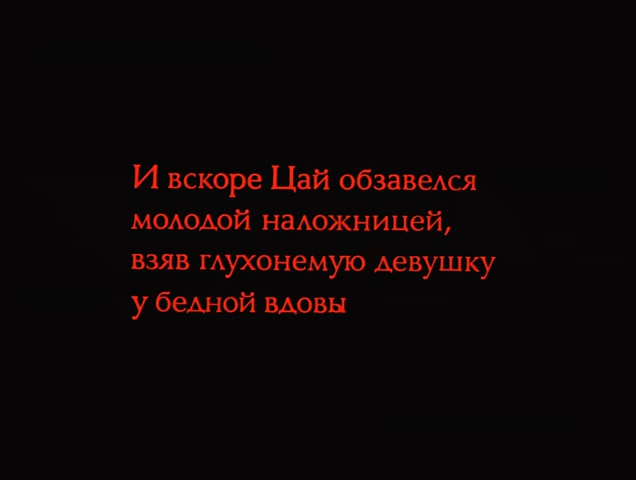 И вскоре Цай обзавелся
молодой наложницей,
взяв глухонемую девушку
у бедной вдовы